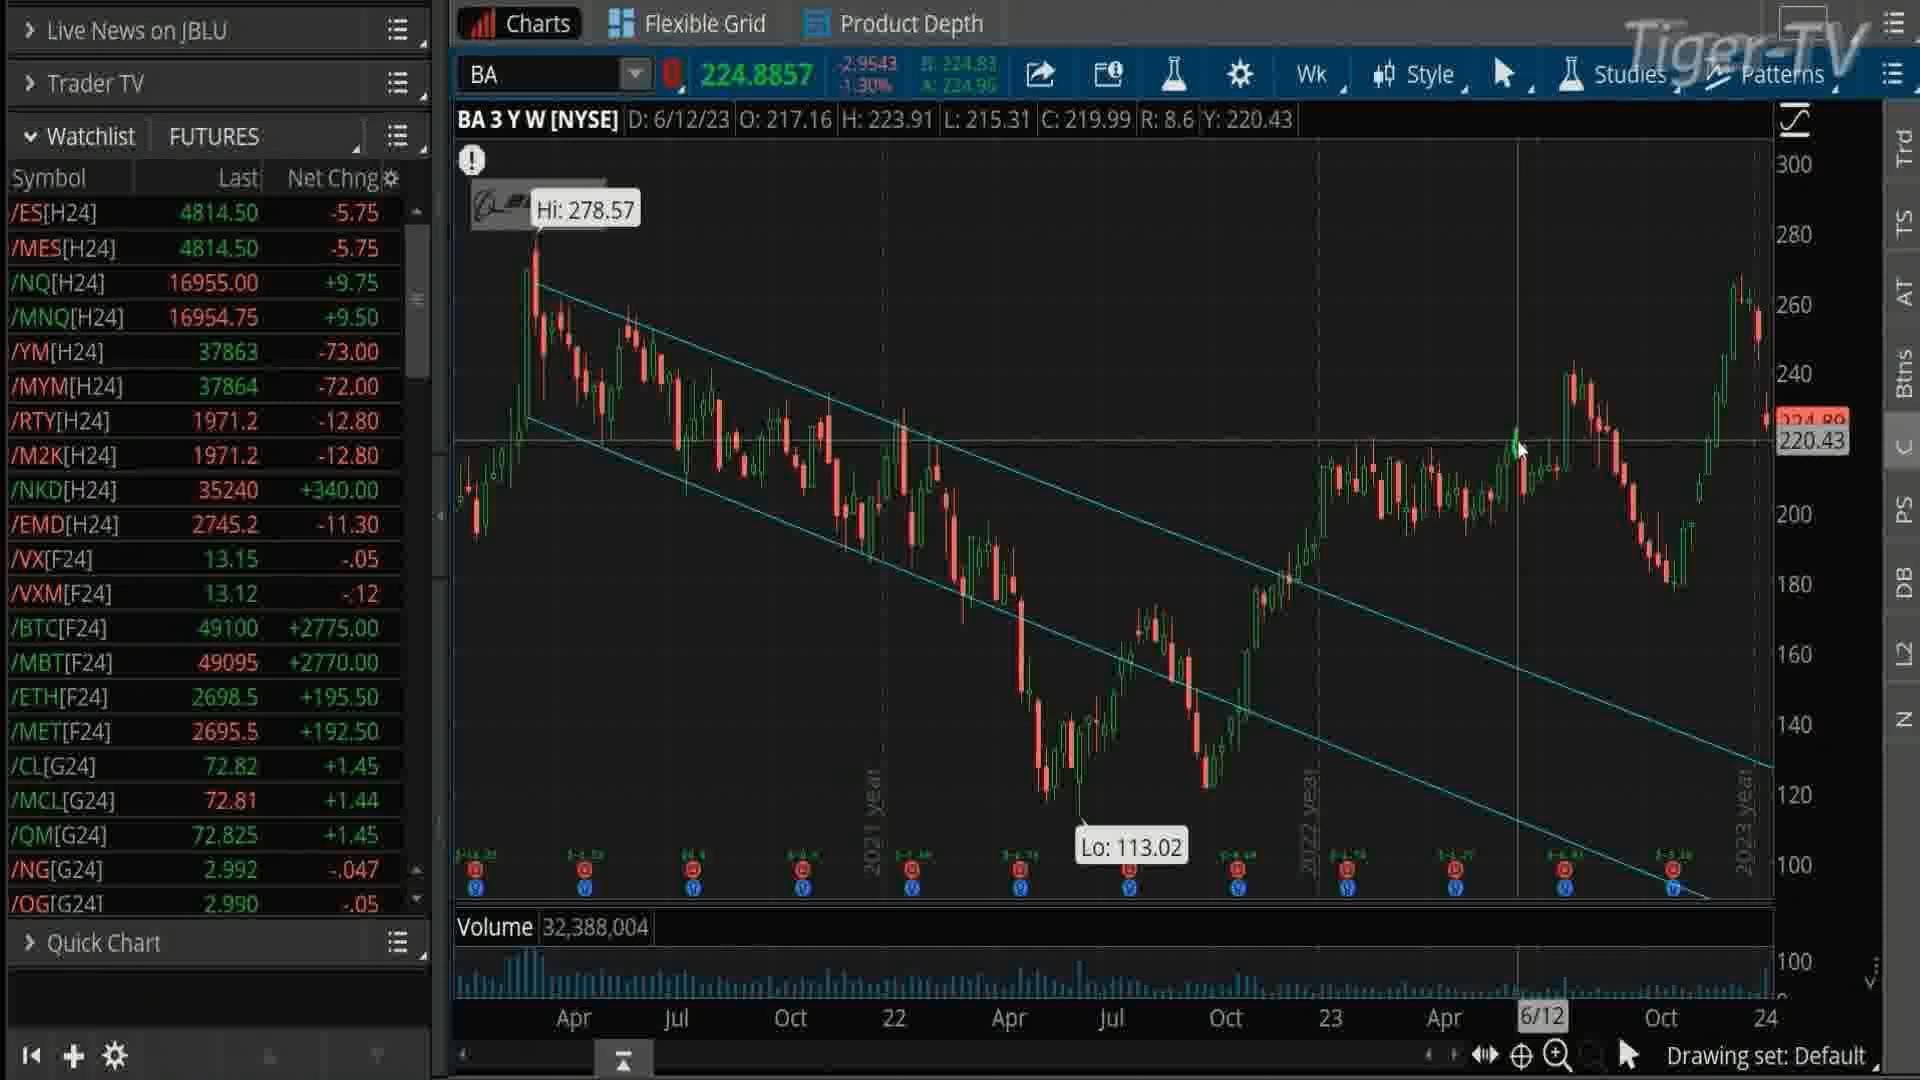 Live News on JBLU
Trader TV
Watchlist FUTURES
Symbol Last Net Chng
/ES[H24] 4814.50 -5.75
/MES[H24] 4814.50 -5.75
/NQ[H24] 16955.00 +9.75
/MNQ[H24] 16954.75 +9.50
/YM[H24] 37863 -73.00
/MYM[H24] 37864 -72.00
/RTY[H24] 1971.2 -12.80
/M2K[H24] 1971.2 -12.80
/NKD[H24] 35240 +340.00
/EMD[H24] 2745.2 -11.30
/VX[F24] 13.15 -.05
/VXM[F24] 13.12 -.12
/BTC[F24] 49100 +2775.00
/MBT[F24] 49095 +2770.00
/ETH[F24] 2698.5 +195.50
/MET[F24] 2695.5 +192.50
/CL[G24] 72.82 +1.45
/MCL[G24] 72.81 +1.44
/QM[G24] 72.825 +1.45
/NG[G24] 2.992 -.047
/QG[G24] 2.990 -.05
Quick Chart
Charts Flexible Grid Product Depth
Tiger-TV
BA 224.8857 -2.9543 B: 224.83 Wk Style Studies Patterns
-1.30% A: 224.96
BA 3 Y W [NYSE] D: 6/12/23 O: 217.16 H: 223.91 L: 215.31 C: 219.99 R: 8.6 Y: 220.43
Hi: 278.57
Lo: 113.02
300
280
260
240
224.89
220.43
200
180
160
140
120
100
2021 year
2022 year
2023 year
Volume 32,388,004
100
0
Apr Jul Oct 22 Apr Jul Oct 23 Apr 6/12 Oct 24
Drawing set: Default
Trd
TS
AT
Btns
C
PS
DB
L2
N